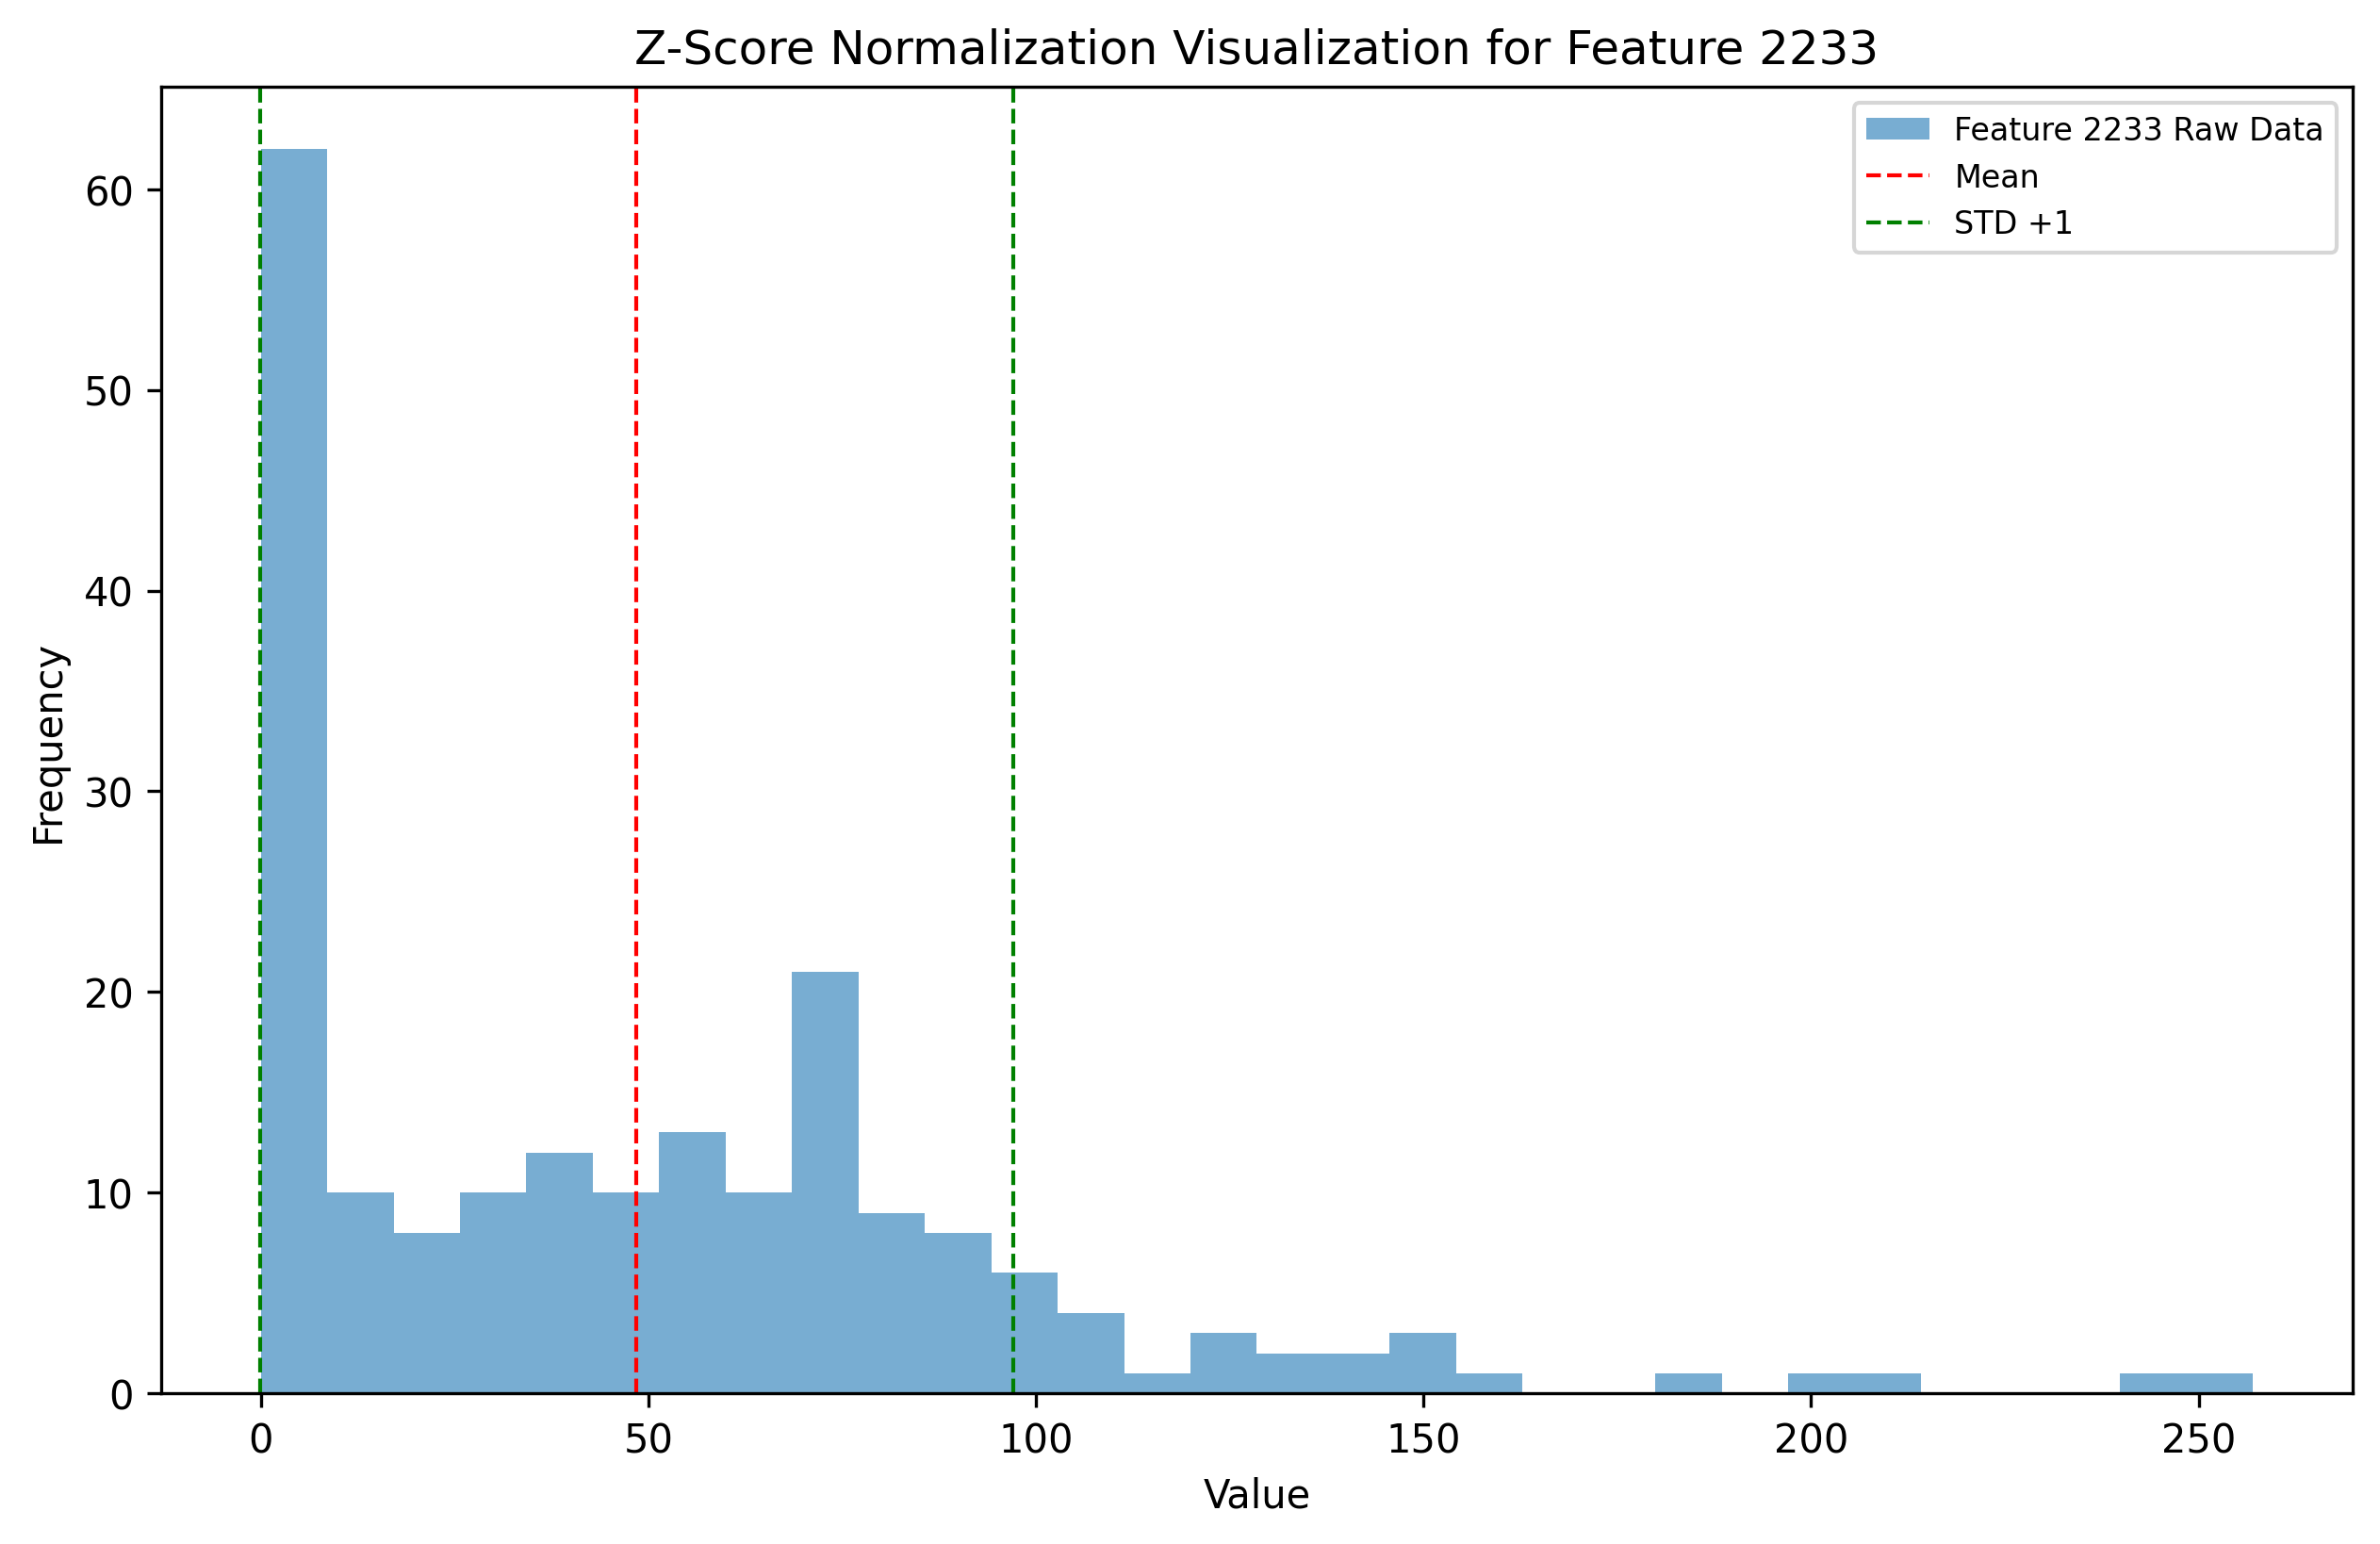 Z-Score Normalization Visualization for Feature 2233
Feature 2233 Raw Data
Mean
STD +1
60
50
40
30
20
10
0
Frequency
0 50 100 150 200 250
Value